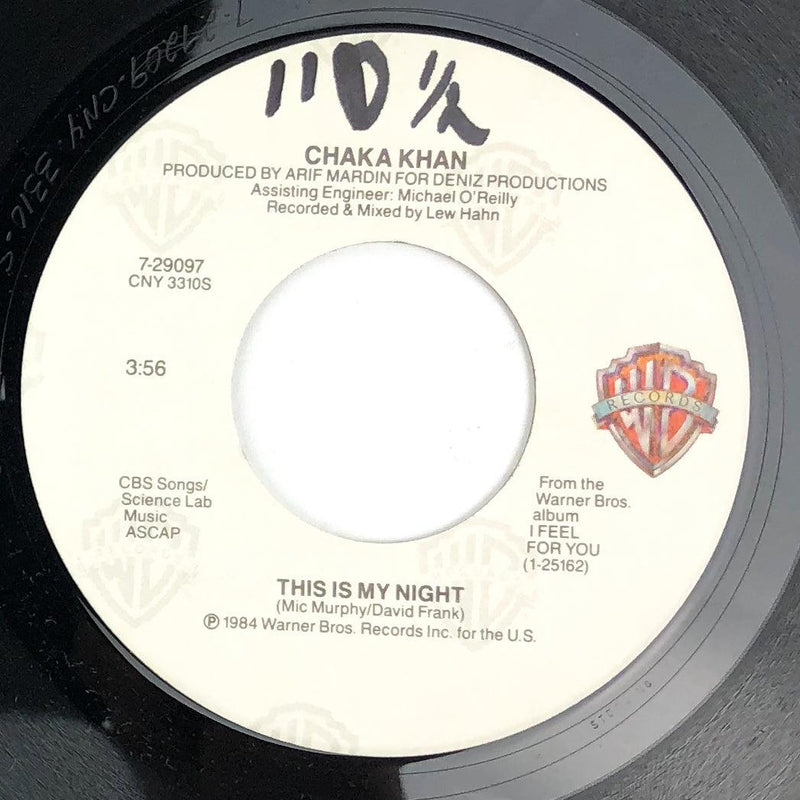 110 ½
CHAKA KHAN
PRODUCED BY ARIF MARDIN FOR DENIZ PRODUCTIONS
Assisting Engineer: Michael O'Reilly
Recorded & Mixed by Lew Hahn
7-29097
CNY 3310S
3:56
WB
RECORDS
CBS Songs/
Science Lab
Music
ASCAP
From the
Warner Bros.
album
I FEEL
FOR YOU
(1-25162)
THIS IS MY NIGHT
(Mic Murphy/David Frank)
℗ 1984 Warner Bros. Records Inc. for the U.S.